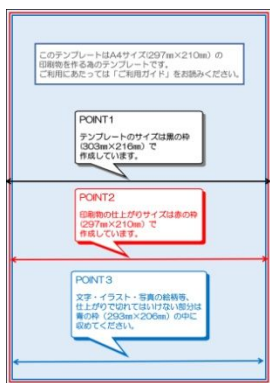 このテンプレートはA4サイズ(297㎜×210㎜)の
印刷物を作る為のテンプレートです。
ご利用にあたっては「ご利用ガイド」をお読みください。
POINT1
テンプレートのサイズは黒の枠
(303㎜×216㎜)で
作成しています。
POINT2
印刷物の仕上がりサイズは赤の枠
(297㎜×210㎜)で
作成しています。
POINT3
文字・イラスト・写真の絵柄等、
仕上がりで切れてはいけない部分は
青の枠(293㎜×206㎜)の中に
収めてください。